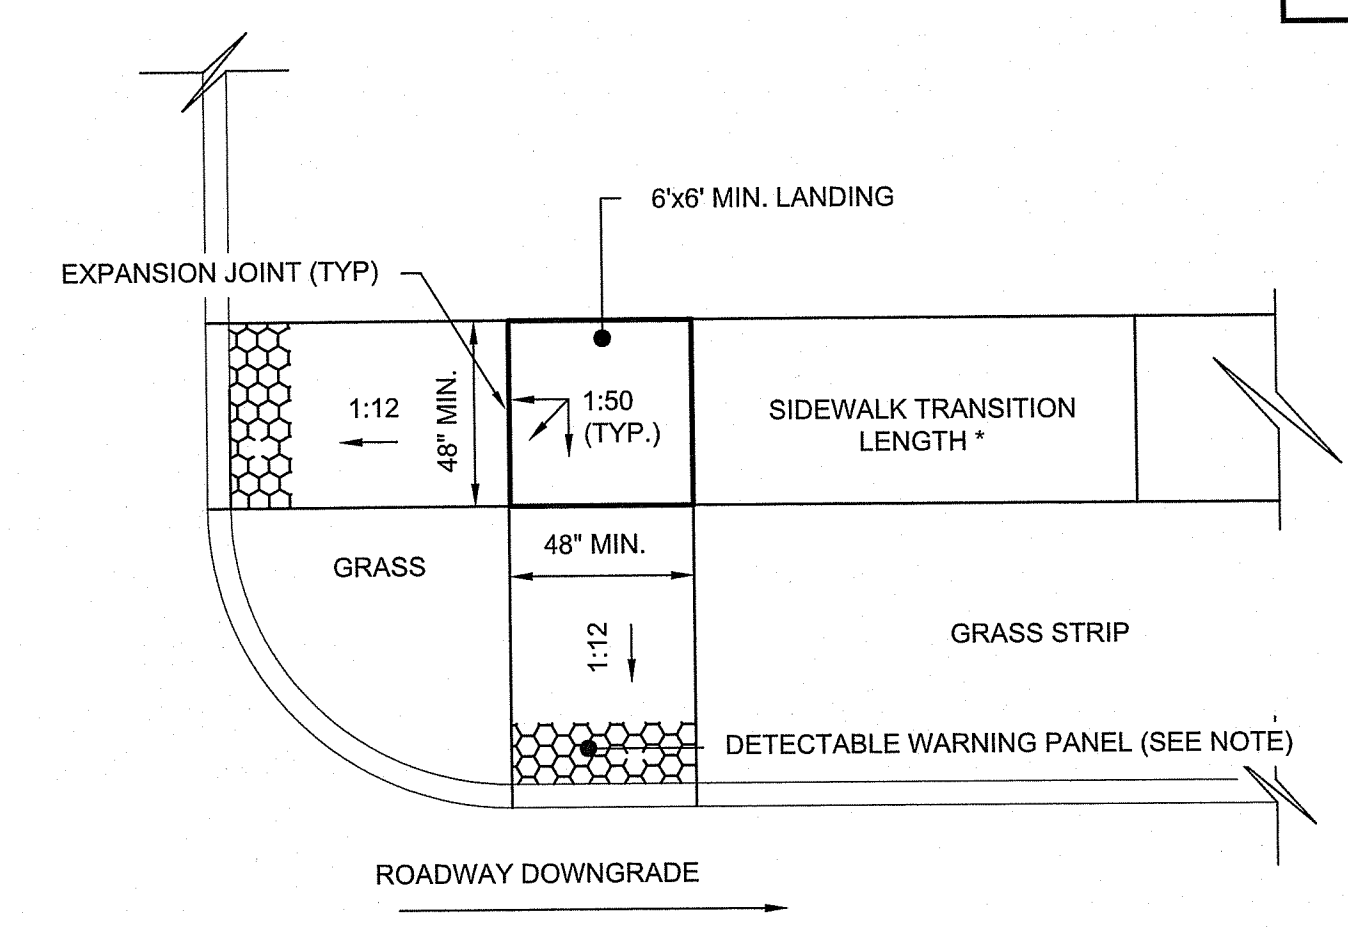 6'x6' MIN. LANDING
EXPANSION JOINT (TYP)
1:12
48" MIN.
1:50
(TYP.)
SIDEWALK TRANSITION
LENGTH *
48" MIN.
GRASS
1:12
GRASS STRIP
DETECTABLE WARNING PANEL (SEE NOTE)
ROADWAY DOWNGRADE